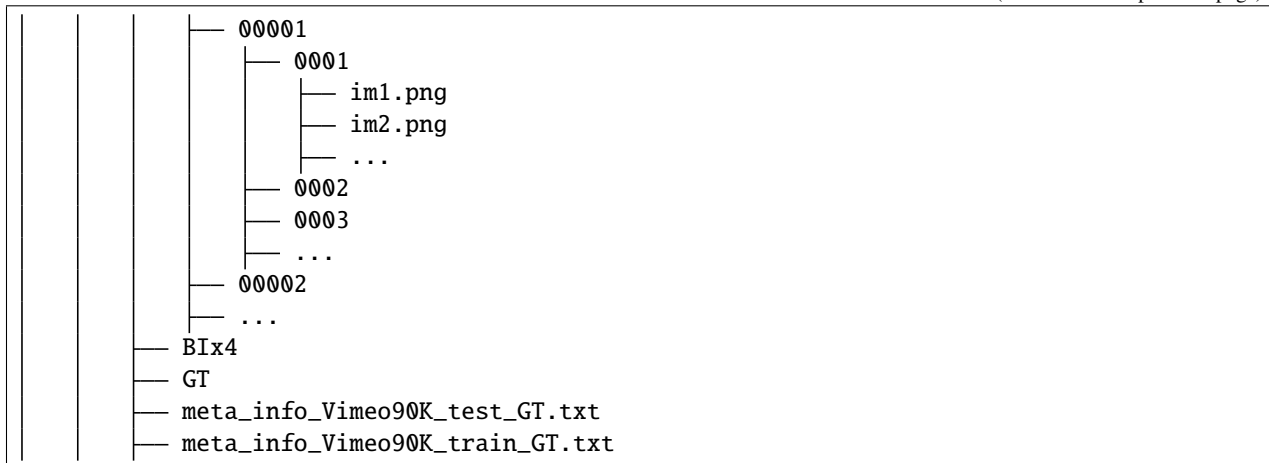 │   │   │   ├── 00001
│   │   │   │   ├── 0001
│   │   │   │   │   ├── im1.png
│   │   │   │   │   ├── im2.png
│   │   │   │   │   ├── ...
│   │   │   │   ├── 0002
│   │   │   │   ├── 0003
│   │   │   │   ├── ...
│   │   │   ├── 00002
│   │   │   ├── ...
│   │   ├── BIx4
│   │   ├── GT
│   │   ├── meta_info_Vimeo90K_test_GT.txt
│   │   ├── meta_info_Vimeo90K_train_GT.txt